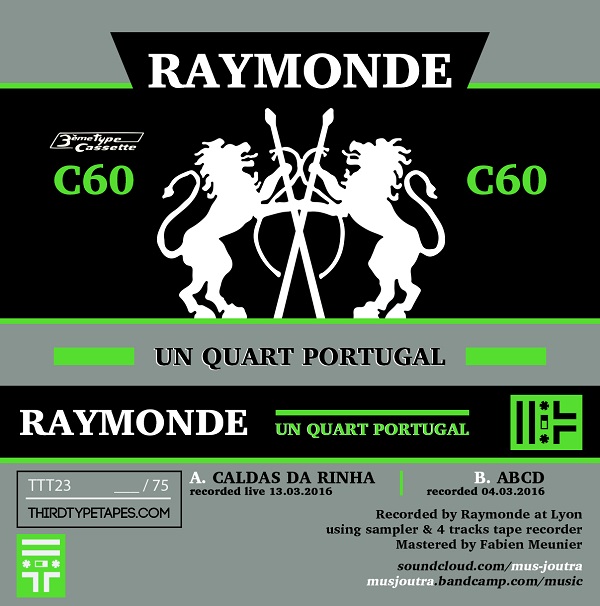 RAYMONDE
3èmeType
Cassette
C60
C60
UN QUART PORTUGAL
RAYMONDE
UN QUART PORTUGAL
TTT23 ___ / 75
THIRDTYPETAPES.COM
A. CALDAS DA RINHA
recorded live 13.03.2016
B. ABCD
recorded 04.03.2016
Recorded by Raymonde at Lyon
using sampler & 4 tracks tape recorder
Mastered by Fabien Meunier
soundcloud.com/mus-joutra
musjoutra.bandcamp.com/music